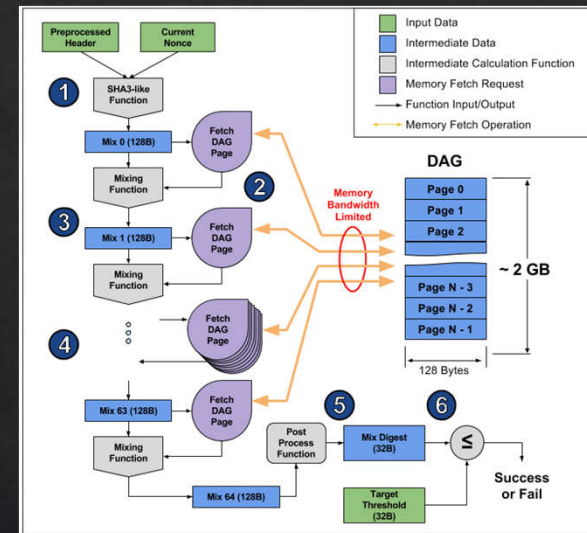 Preprocessed
Header
Current
Nonce
1
SHA3-like
Function
Mix 0 (128B)
Fetch
DAG
Page
Mixing
Function
2
3
Mix 1 (128B)
Fetch
DAG
Page
Mixing
Function
4
Fetch
DAG
Page
Mix 63 (128B)
Fetch
DAG
Page
Mixing
Function
Mix 64 (128B)
Post
Process
Function
5
Mix Digest
(32B)
6
≤
Target
Threshold
(32B)
Success
or Fail
Memory
Bandwidth
Limited
DAG
Page 0
Page 1
Page 2
Page N - 3
Page N - 2
Page N - 1
~ 2 GB
128 Bytes
Input Data
Intermediate Data
Intermediate Calculation Function
Memory Fetch Request
Function Input/Output
Memory Fetch Operation